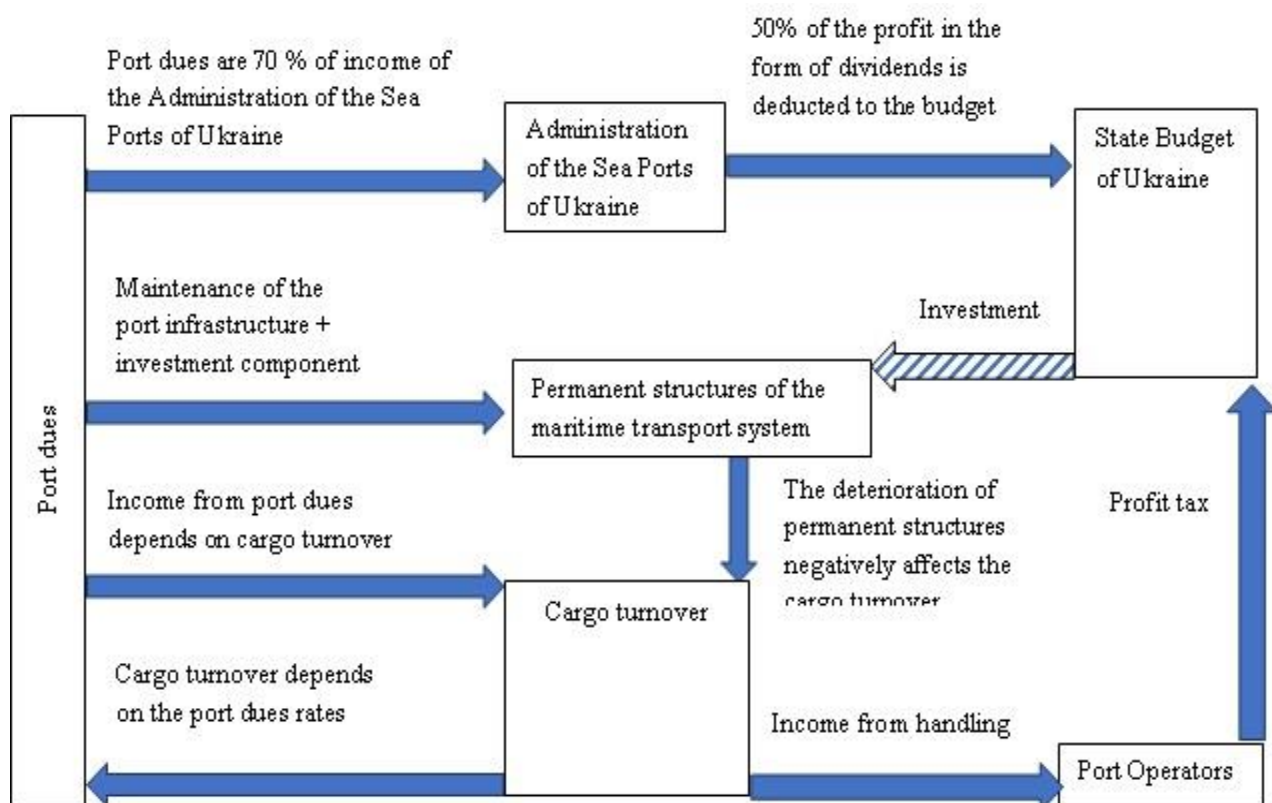 Port dues are 70 % of income of
the Administration of the Sea
Ports of Ukraine
50% of the profit in the
form of dividends is
deducted to the budget
Administration
of the Sea Ports
of Ukraine
State Budget
of Ukraine
Port dues
Maintenance of the
port infrastructure +
investment component
Investment
Permanent structures of the
maritime transport system
Income from port dues
depends on cargo turnover
The deterioration of
permanent structures
negatively affects the
cargo turnover
Profit tax
Cargo turnover
Cargo turnover depends
on the port dues rates
Income from handling
Port Operators